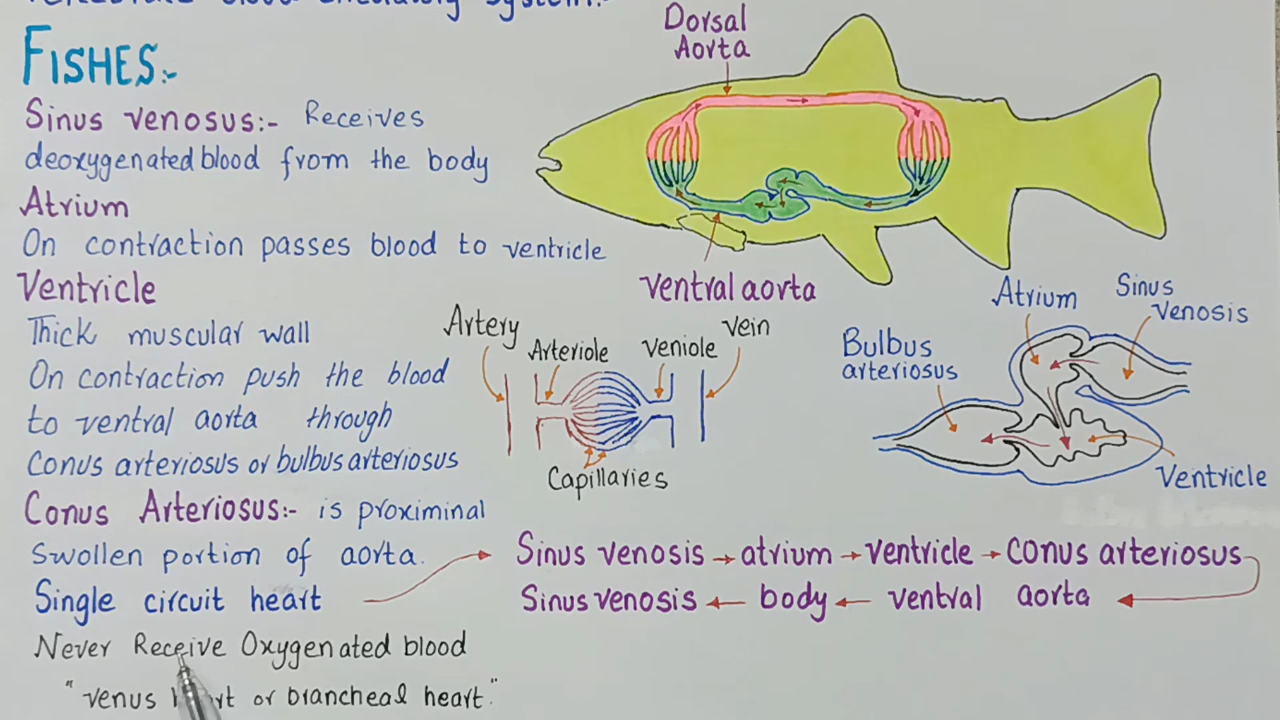 blood circulatory system:-
FISHES:-
Sinus venosus:- Receives
deoxygenated blood from the body
Atrium
On contraction passes blood to ventricle
Ventricle
Thick muscular wall
On contraction push the blood
to ventral aorta through
Conus arteriosus or bulbus arteriosus
Conus Arteriosus:- is proximinal
Swollen portion of aorta.
Single circuit heart
Never Receive Oxygenated blood
"venus or brancheal heart."
Dorsal
Aorta
Ventral aorta
Artery
Arteriole
Veniole
Vein
Capillaries
Atrium
Sinus
Venosis
Bulbus
arteriosus
Ventricle
Sinus venosis → atrium → ventricle → conus arteriosus
Sinus venosis ← body ← ventral aorta